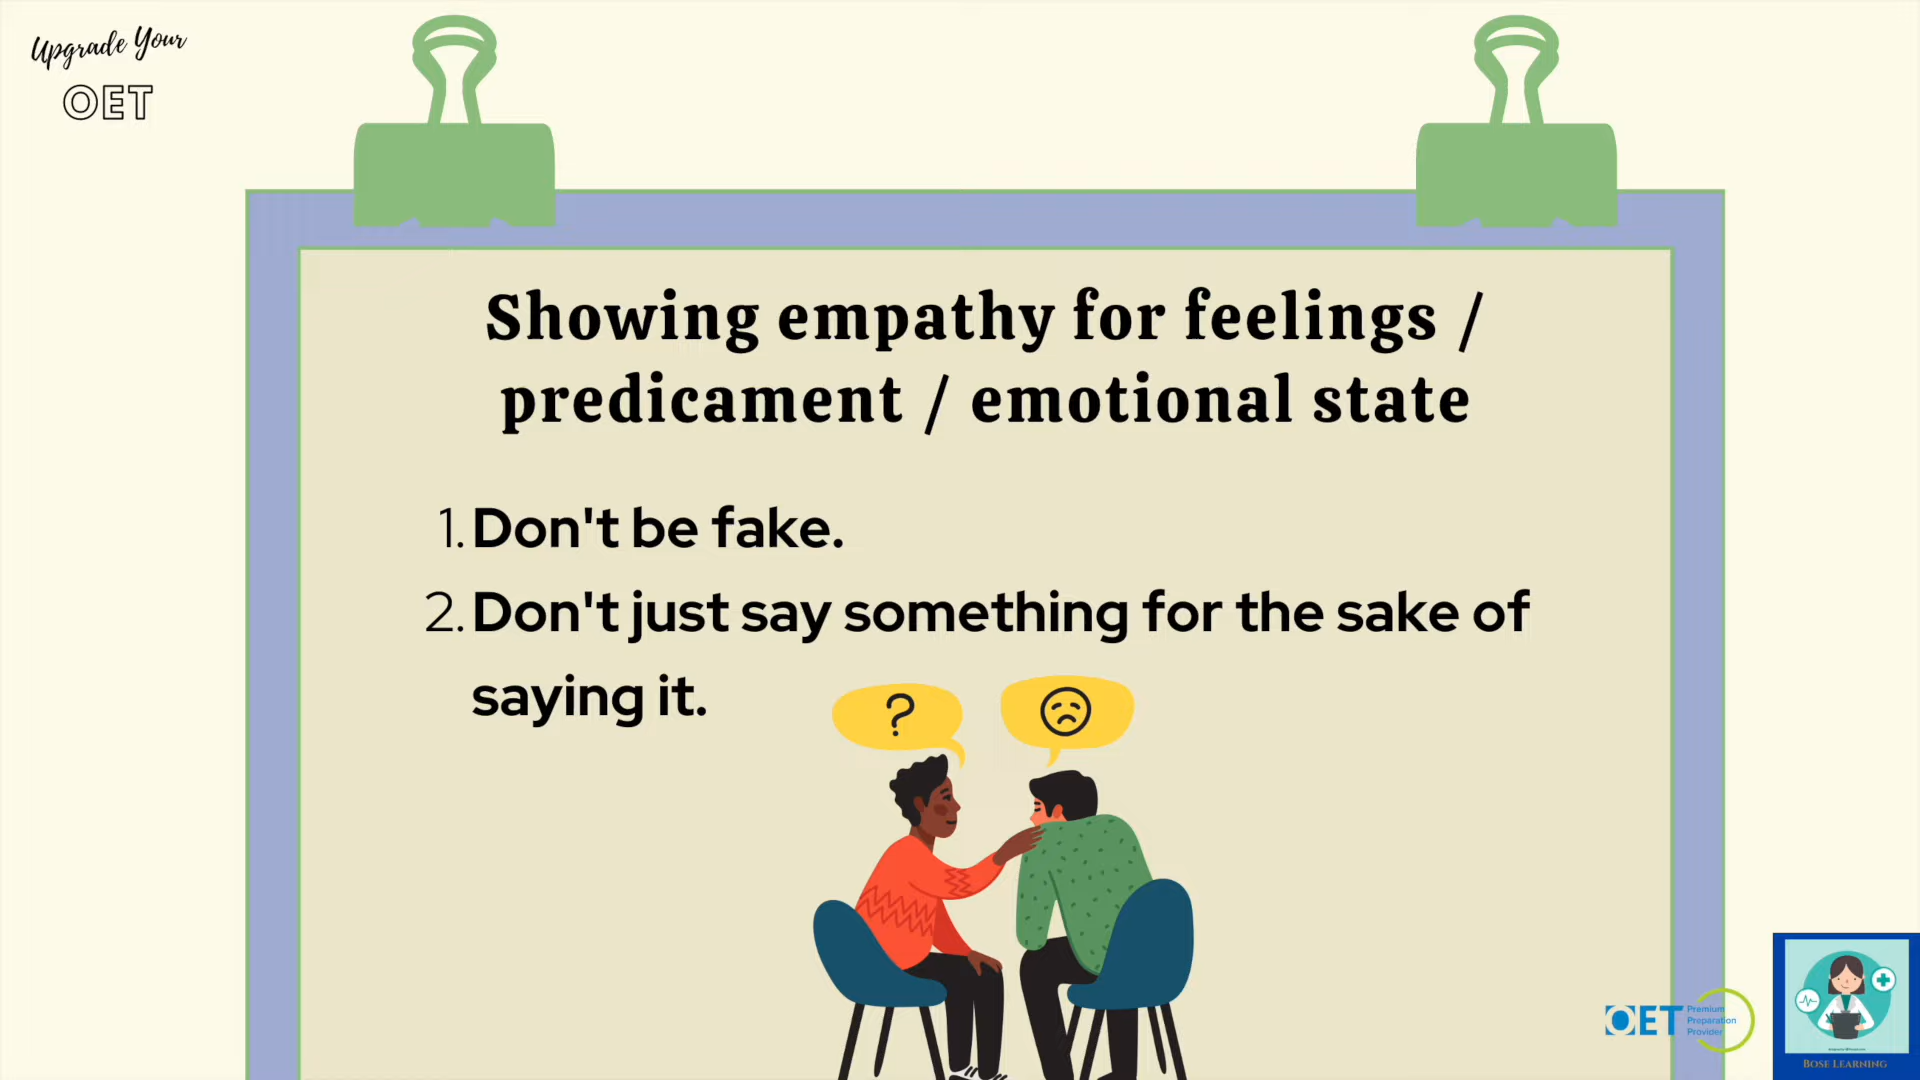 Upgrade Your
OET
Showing empathy for feelings /
predicament / emotional state
1. Don't be fake.
2. Don't just say something for the sake of
saying it.
?
OET Premium
Preparation
Provider
BOSE LEARNING